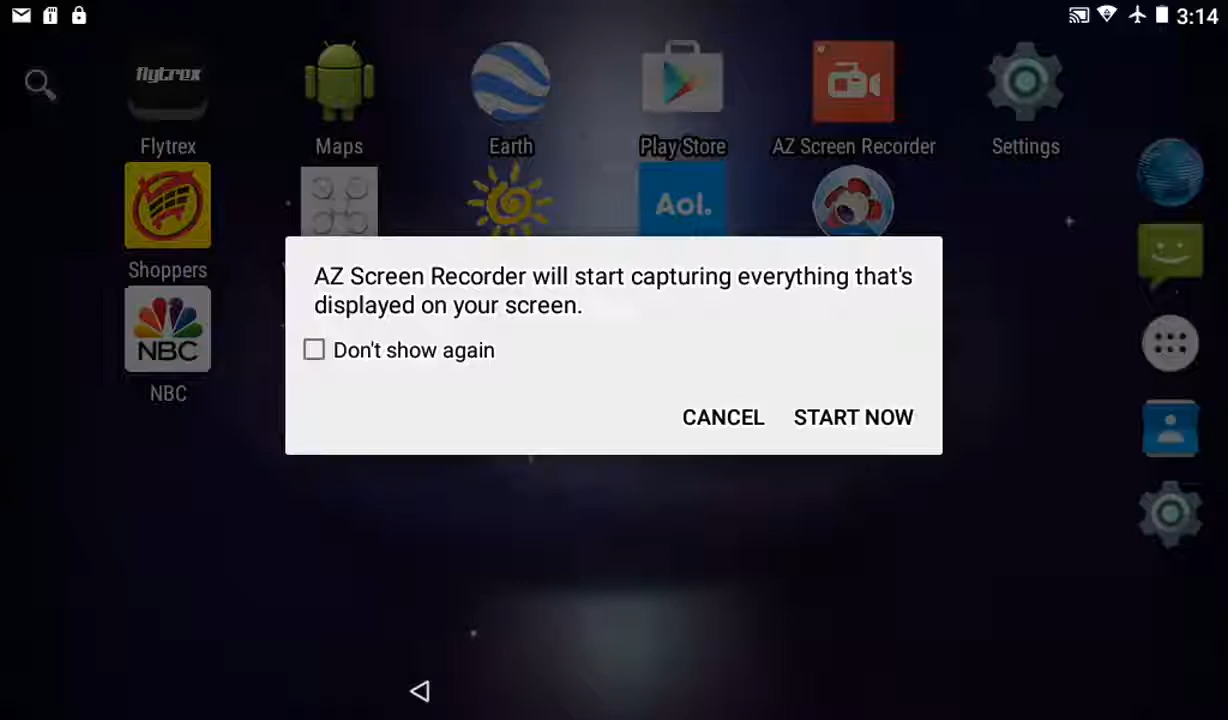 3:14
flytrex
Flytrex
Maps
Earth
Play Store
AZ Screen Recorder
Settings
Aol.
Shoppers
NBC
NBC
AZ Screen Recorder will start capturing everything that's
displayed on your screen.
Don't show again
CANCEL
START NOW